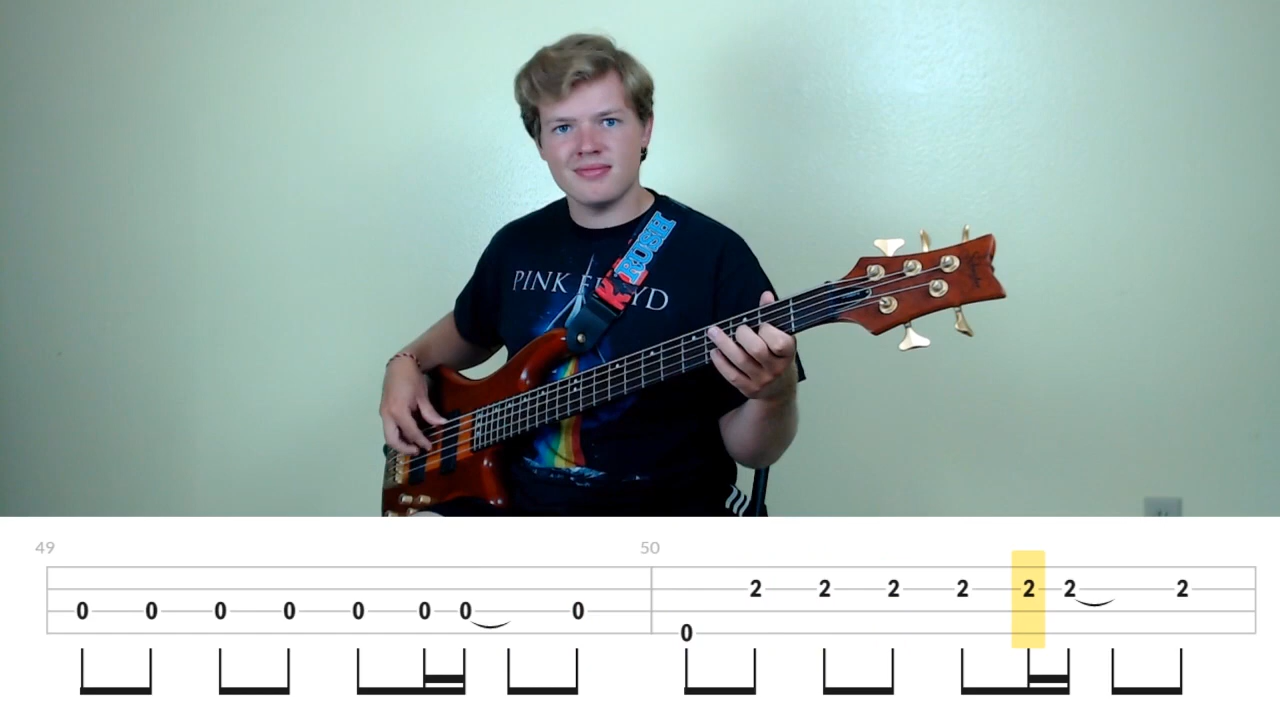 RUSH
PINK FLOYD
49 50
2 2 2 2 2 2 2
0 0 0 0 0 0 0 0
0